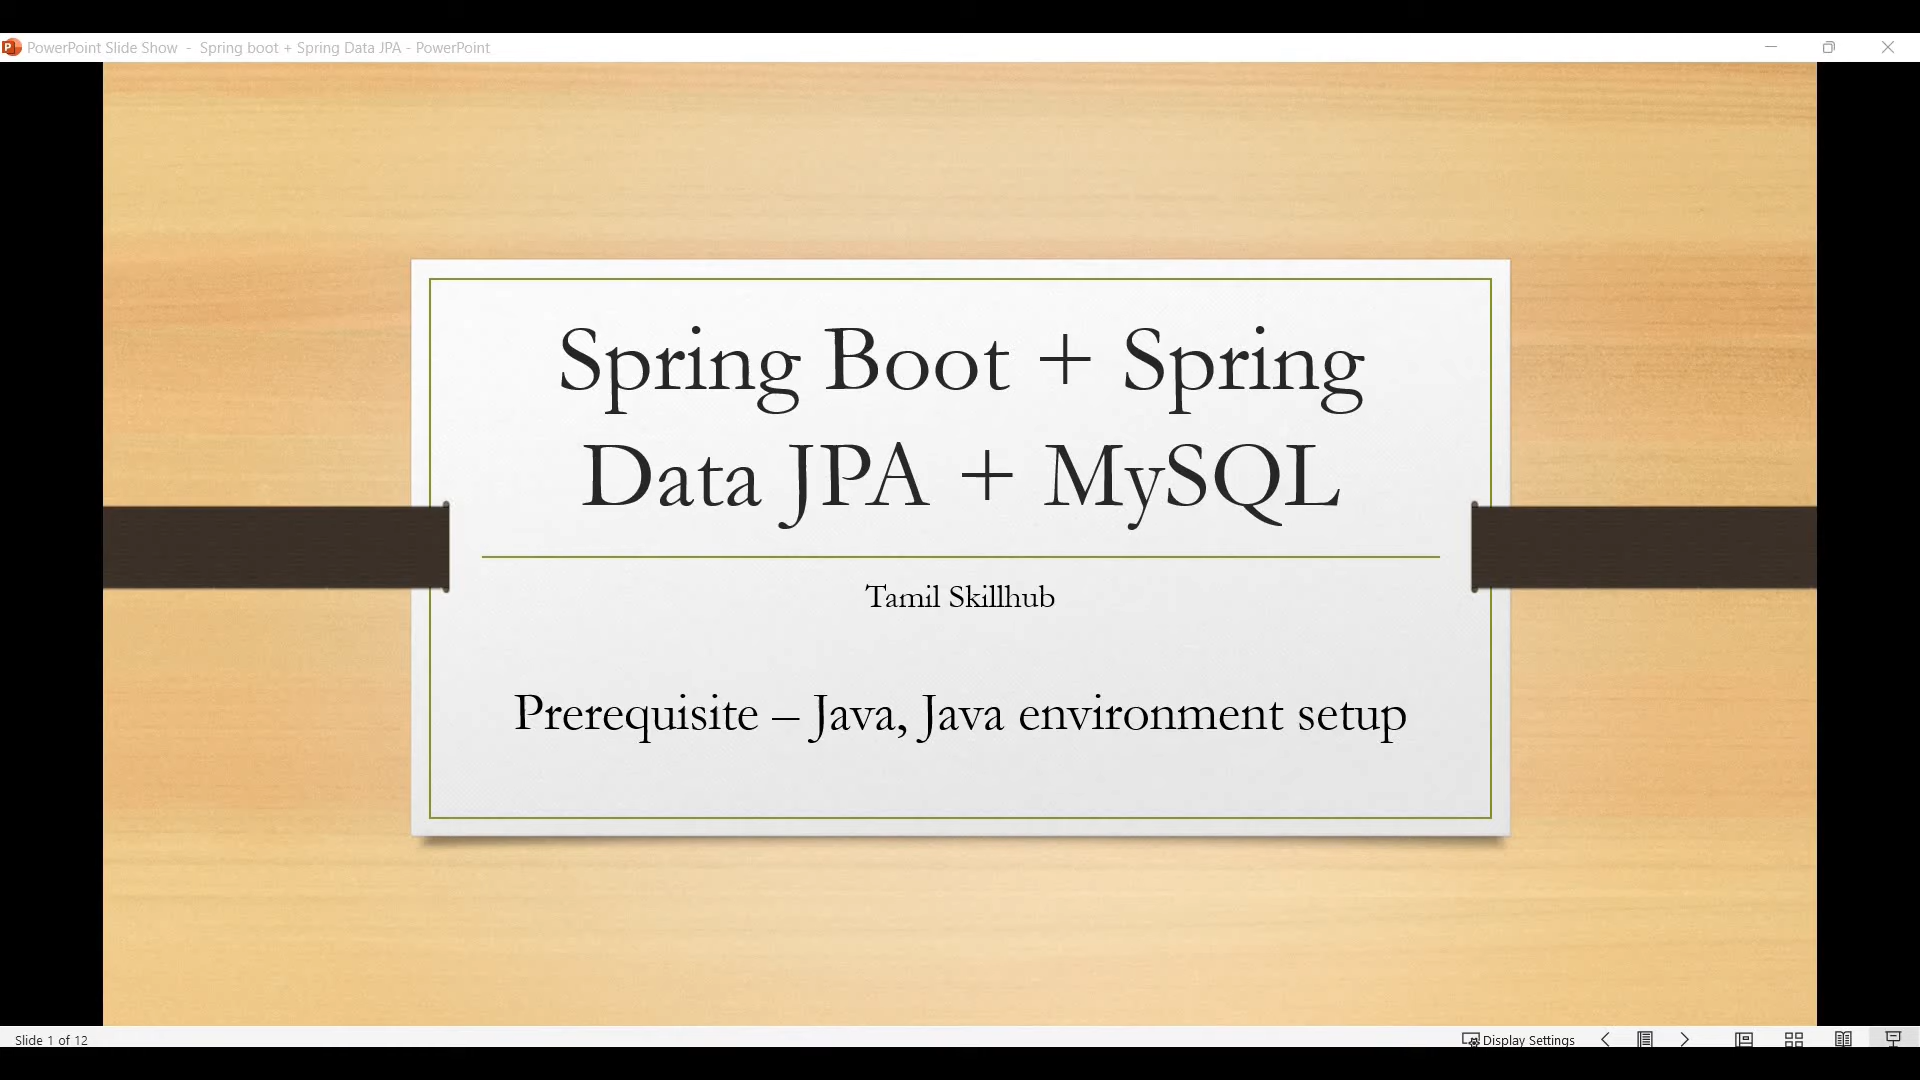 PowerPoint Slide Show - Spring boot + Spring Data JPA - PowerPoint
Spring Boot + Spring
Data JPA + MySQL
Tamil Skillhub
Prerequisite – Java, Java environment setup
Slide 1 of 12
Display Settings